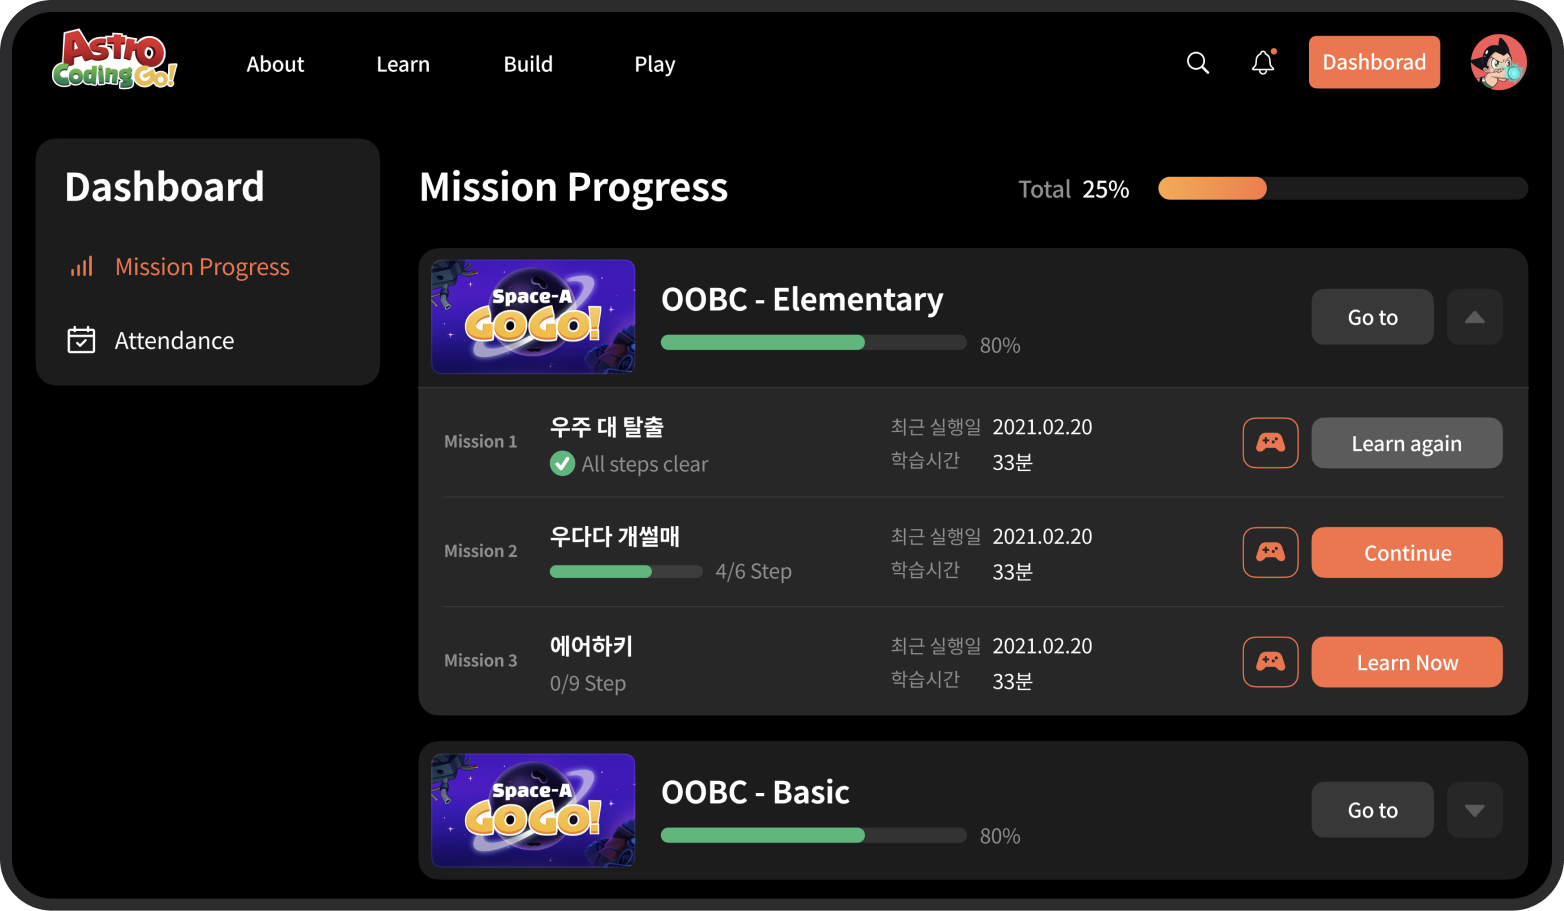 Astro
Coding Go!
About
Learn
Build
Play
Dashborad
Dashboard
Mission Progress
Attendance
Mission Progress
Total 25%
Space-A
GOGO!
OOBC - Elementary
80%
Go to
Mission 1
우주 대 탈출
All steps clear
최근 실행일 2021.02.20
학습시간 33분
Learn again
Mission 2
우다다 개썰매
4/6 Step
최근 실행일 2021.02.20
학습시간 33분
Continue
Mission 3
에어하키
0/9 Step
최근 실행일 2021.02.20
학습시간 33분
Learn Now
Space-A
GOGO!
OOBC - Basic
80%
Go to